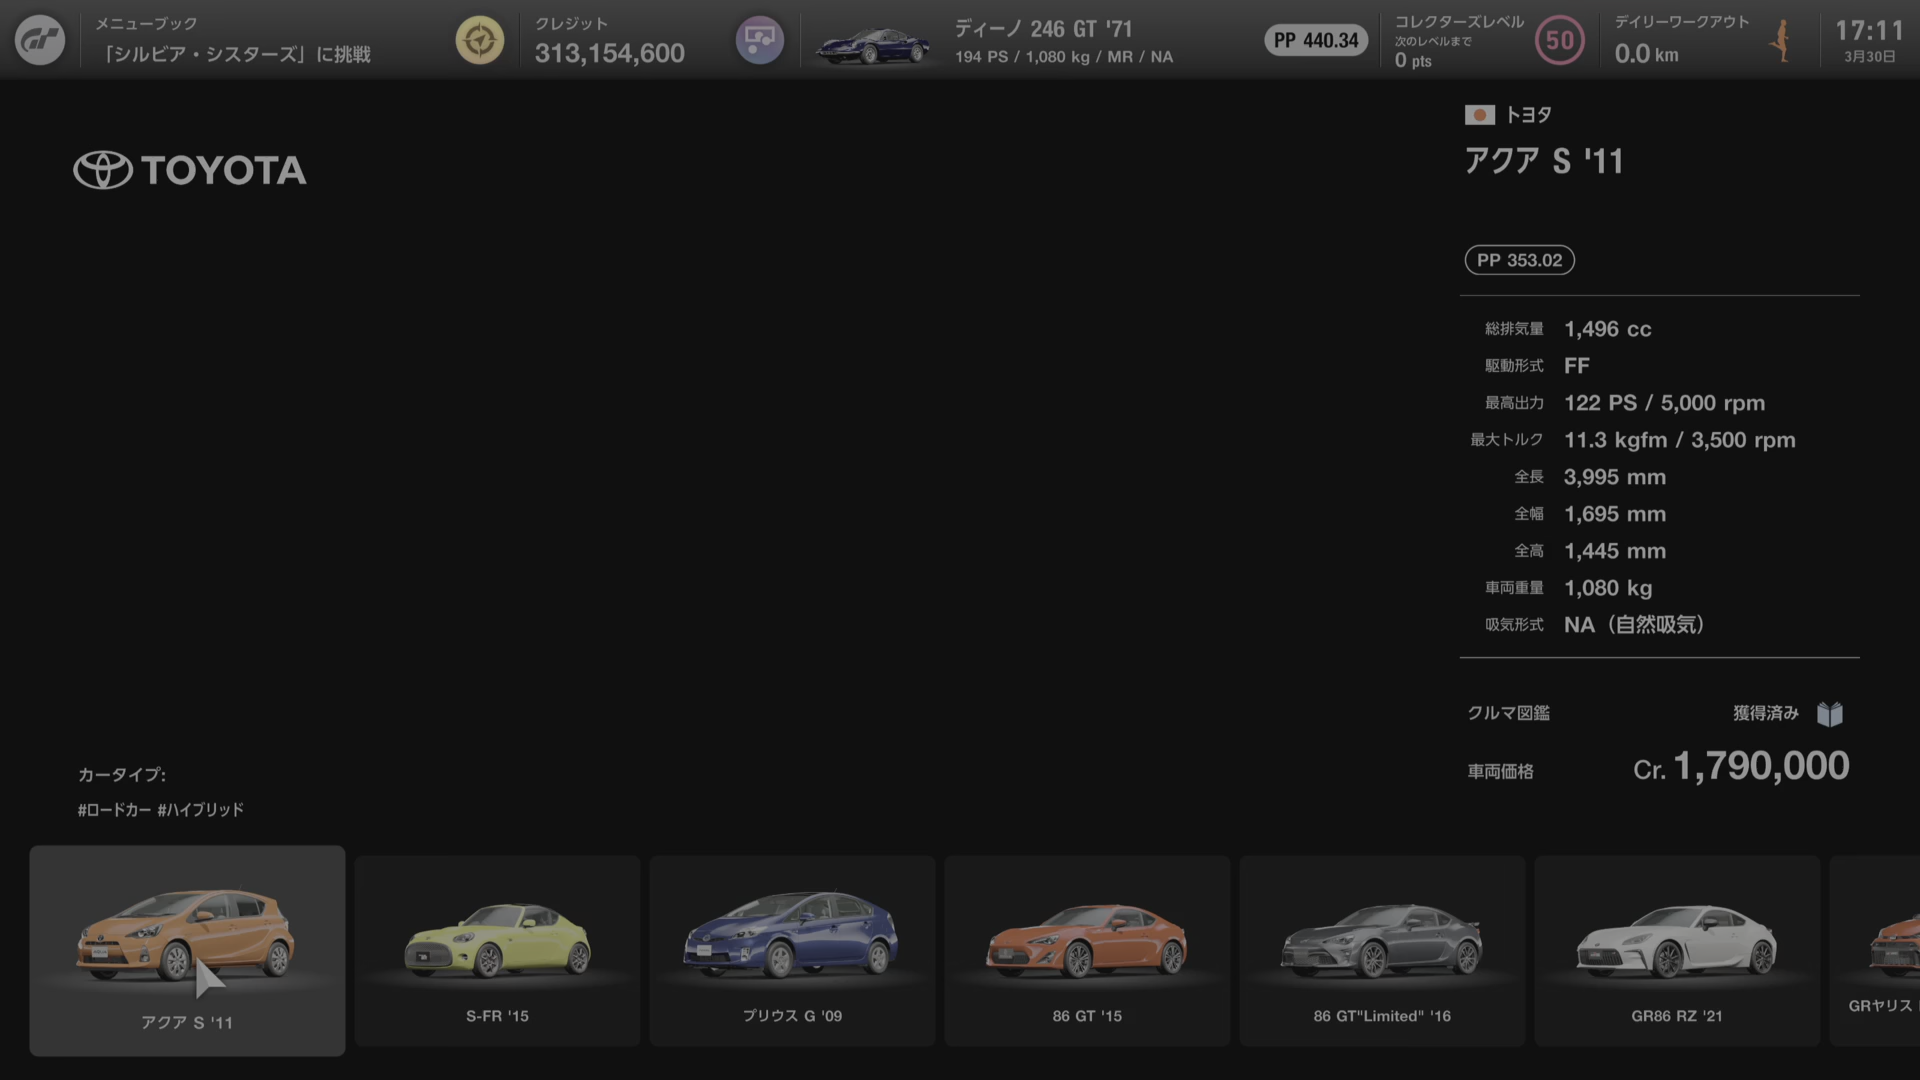 メニューブック
「シルビア・シスターズ」に挑戦
クレジット
313,154,600
ディーノ 246 GT '71
194 PS / 1,080 kg / MR / NA
PP 440.34
コレクターズレベル
次のレベルまで
0 pts
50
デイリーワークアウト
0.0 km
17:11
3月30日
TOYOTA
トヨタ
アクア S '11
PP 353.02
総排気量 1,496 cc
駆動形式 FF
最高出力 122 PS / 5,000 rpm
最大トルク 11.3 kgfm / 3,500 rpm
全長 3,995 mm
全幅 1,695 mm
全高 1,445 mm
車両重量 1,080 kg
吸気形式 NA（自然吸気）
クルマ図鑑 獲得済み
車両価格 Cr. 1,790,000
カータイプ:
#ロードカー #ハイブリッド
アクア S '11
S-FR '15
プリウス G '09
86 GT '15
86 GT"Limited" '16
GR86 RZ '21
GRヤリス